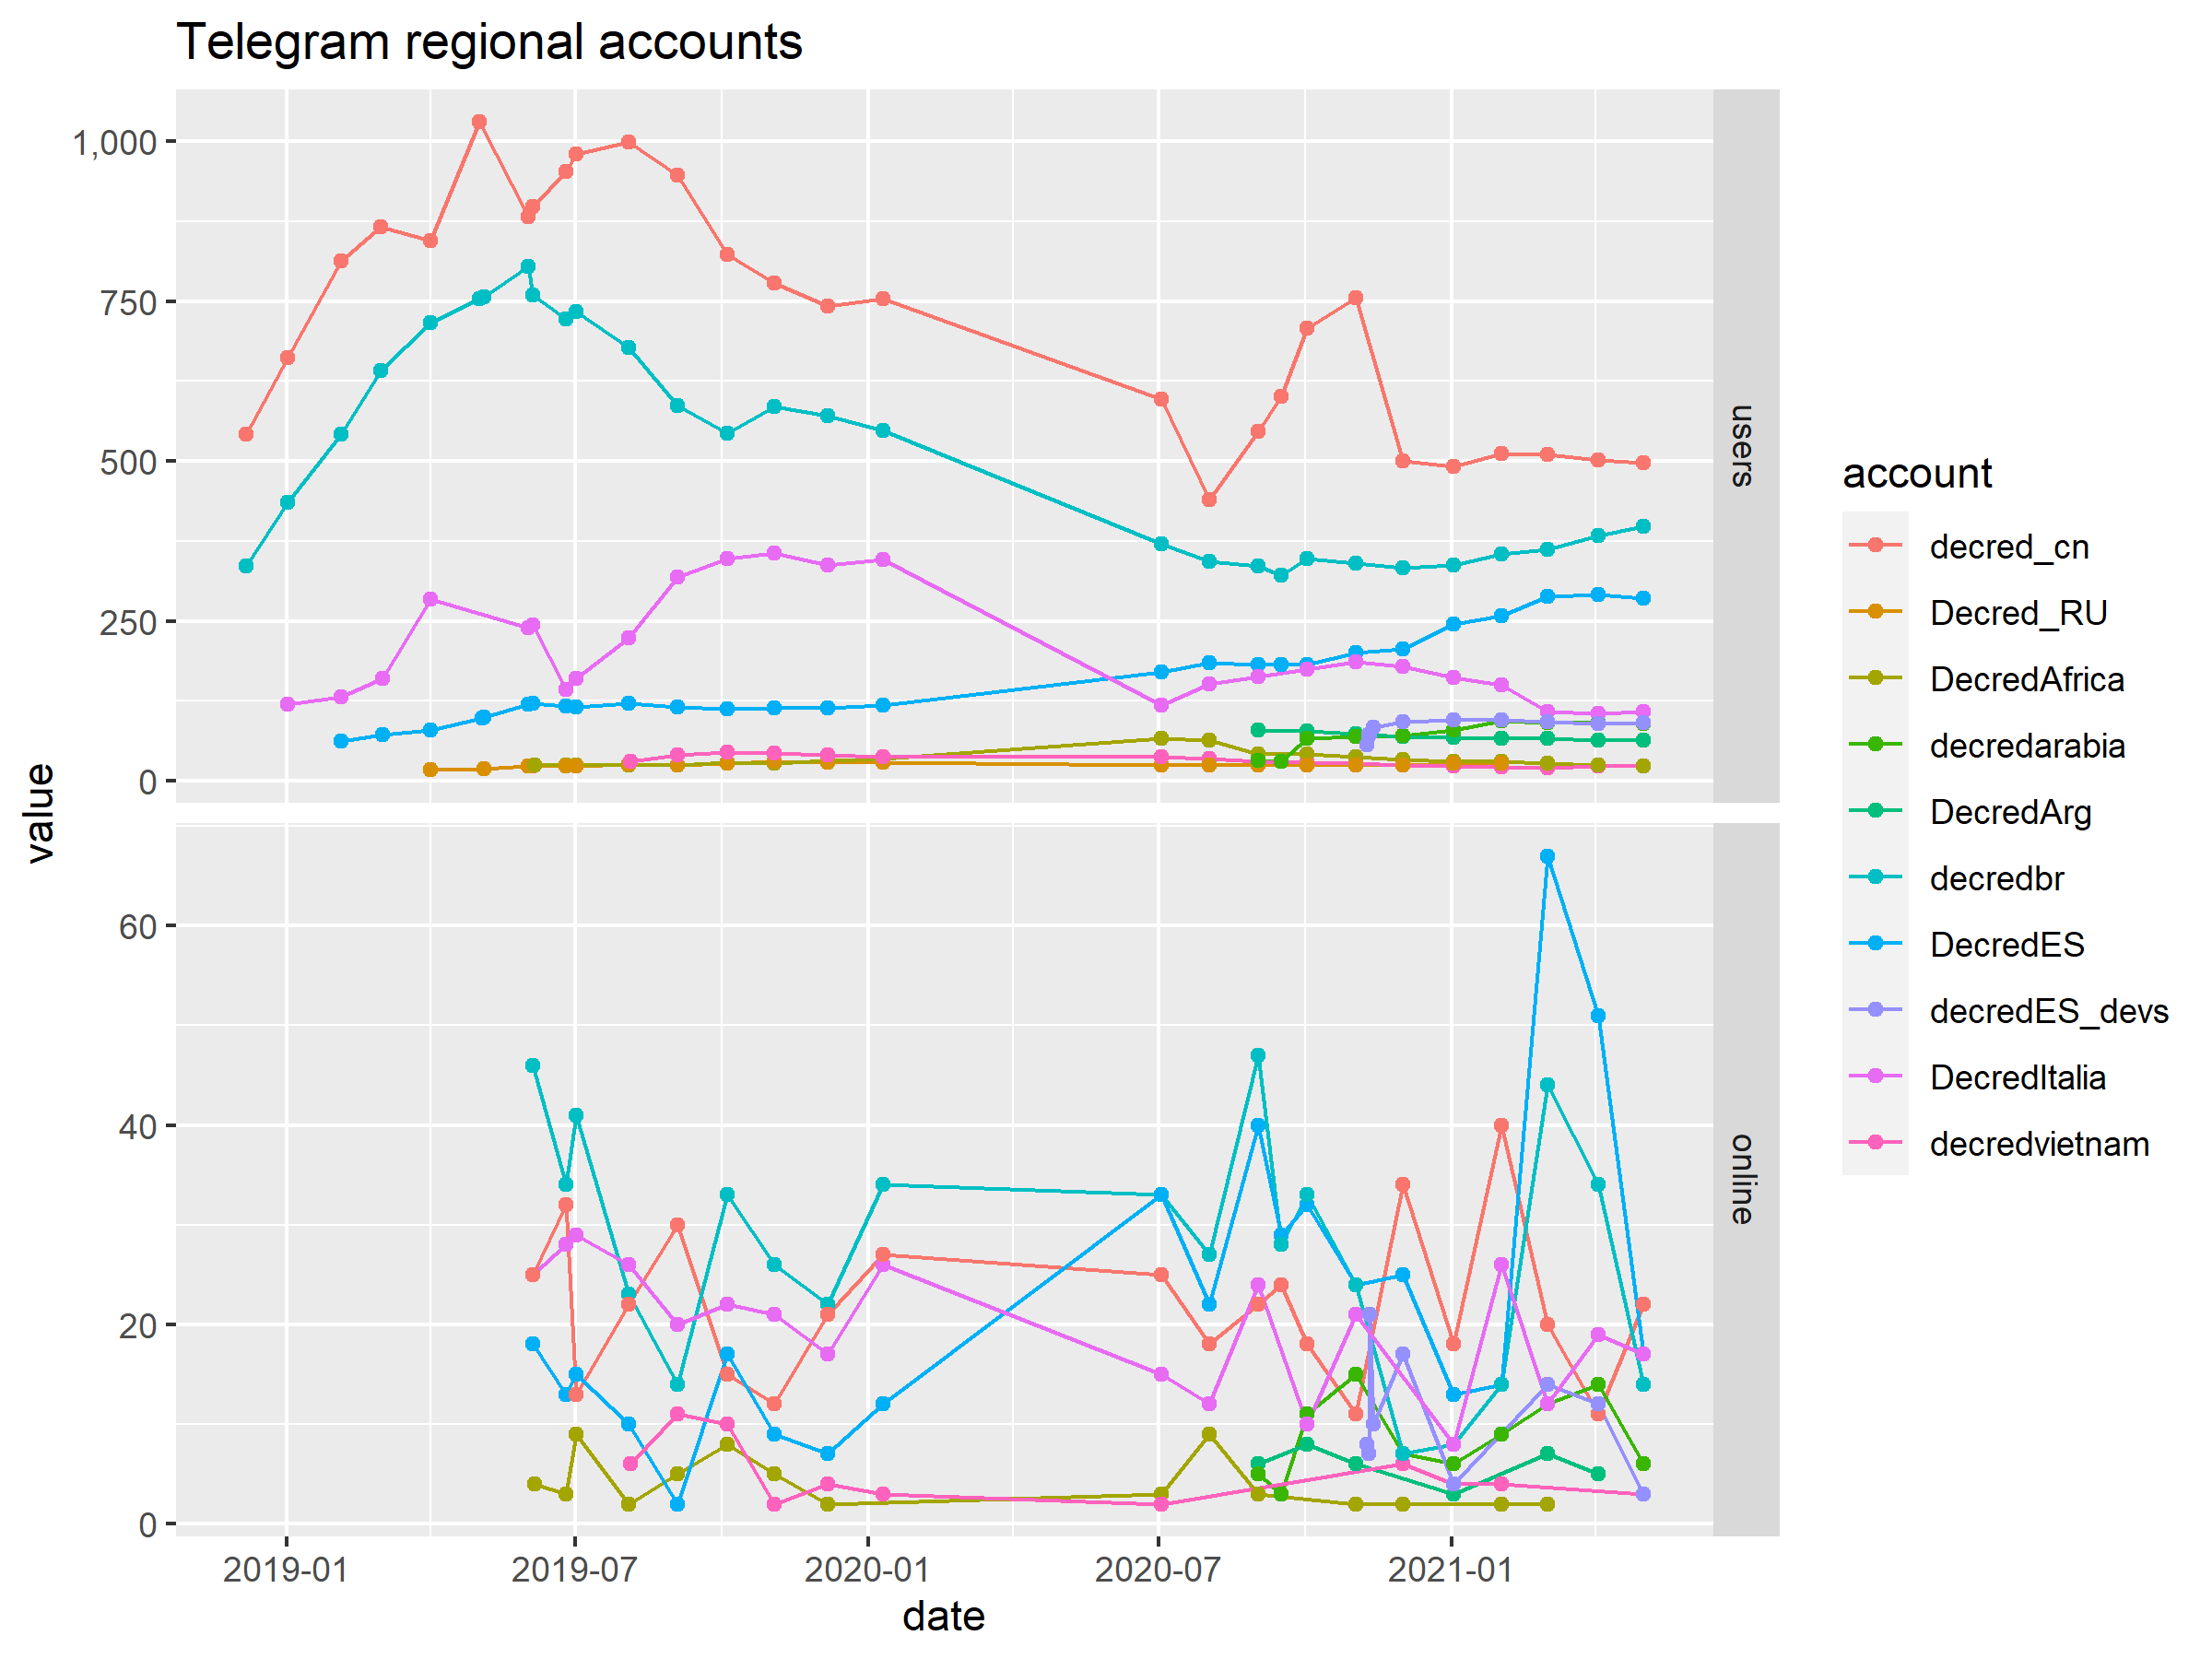 Telegram regional accounts
1,000
750
500
250
0
users
60
40
20
0
online
value
2019-01
2019-07
2020-01
2020-07
2021-01
date
account
decred_cn
Decred_RU
DecredAfrica
decredarabia
DecredArg
decredbr
DecredES
decredES_devs
DecredItalia
decredvietnam